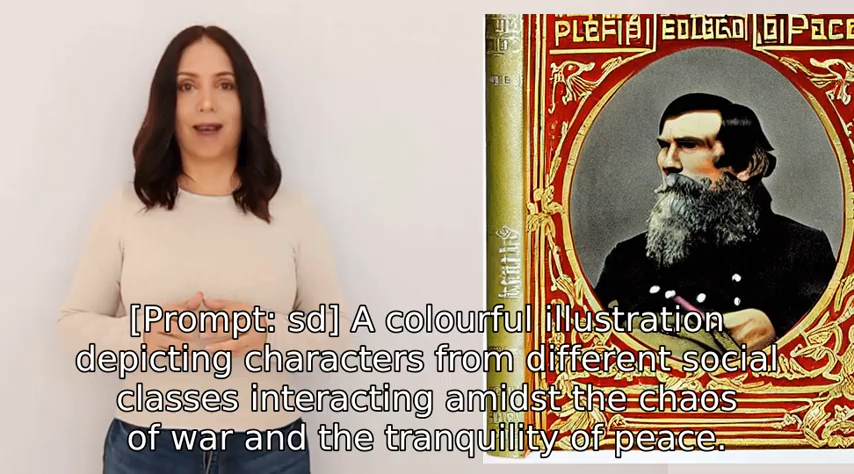 [Prompt: sd] A colourful illustration
depicting characters from different social
classes interacting amidst the chaos
of war and the tranquility of peace.